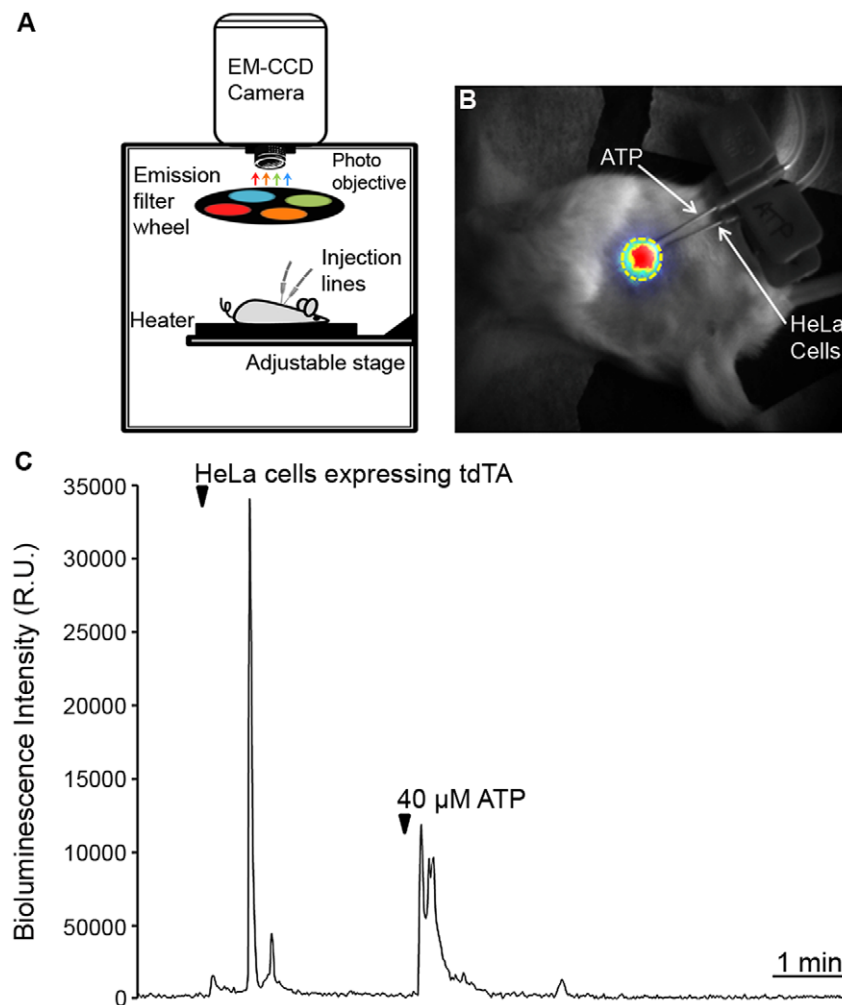 A
EM-CCD
Camera
Photo
objective
Emission
filter
wheel
Injection
lines
Heater
Adjustable stage
B
ATP
ATP
HeLa
Cells
C
HeLa cells expressing tdTA
35000
30000
25000
20000
15000
10000
50000
0
Bioluminescence Intensity (R.U.)
40 µM ATP
1 min